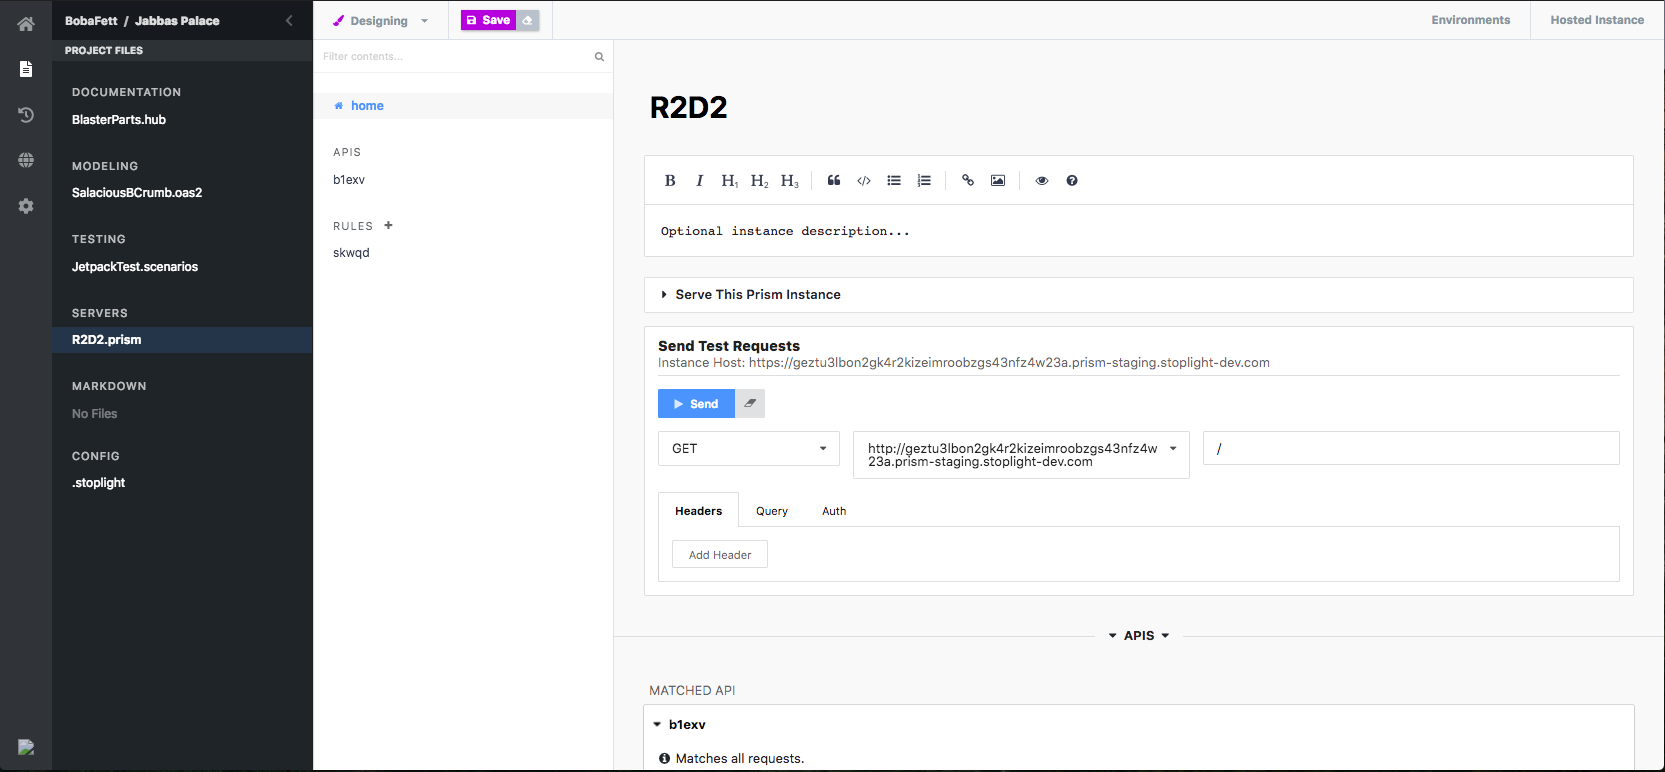 BobaFett / Jabbas Palace
PROJECT FILES
DOCUMENTATION
BlasterParts.hub
MODELING
SalaciousBCrumb.oas2
TESTING
JetpackTest.scenarios
SERVERS
R2D2.prism
MARKDOWN
No Files
CONFIG
.stoplight
Designing
Save
Environments
Hosted Instance
Filter contents...
home
APIS
b1exv
RULES +
skwqd
R2D2
B I H1 H2 H3
Optional instance description...
Serve This Prism Instance
Send Test Requests
Instance Host: https://geztu3lbon2gk4r2kizeimroobzgs43nfz4w23a.prism-staging.stoplight-dev.com
Send
GET
http://geztu3lbon2gk4r2kizeimroobzgs43nfz4w
23a.prism-staging.stoplight-dev.com
/
Headers Query Auth
Add Header
APIS
MATCHED API
b1exv
Matches all requests.